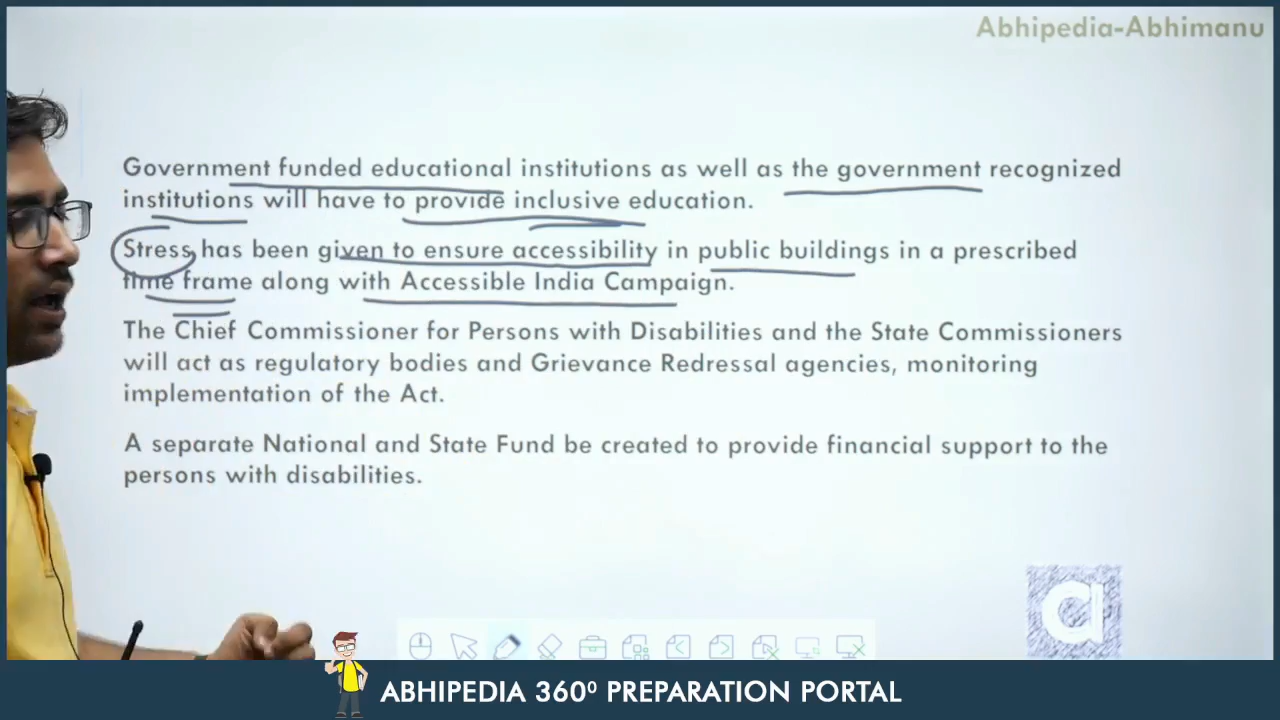 Abhipedia-Abhimanu
Government funded educational institutions as well as the government recognized
institutions will have to provide inclusive education.
Stress has been given to ensure accessibility in public buildings in a prescribed
time frame along with Accessible India Campaign.
The Chief Commissioner for Persons with Disabilities and the State Commissioners
will act as regulatory bodies and Grievance Redressal agencies, monitoring
implementation of the Act.
A separate National and State Fund be created to provide financial support to the
persons with disabilities.
a
ABHIPEDIA 360⁰ PREPARATION PORTAL